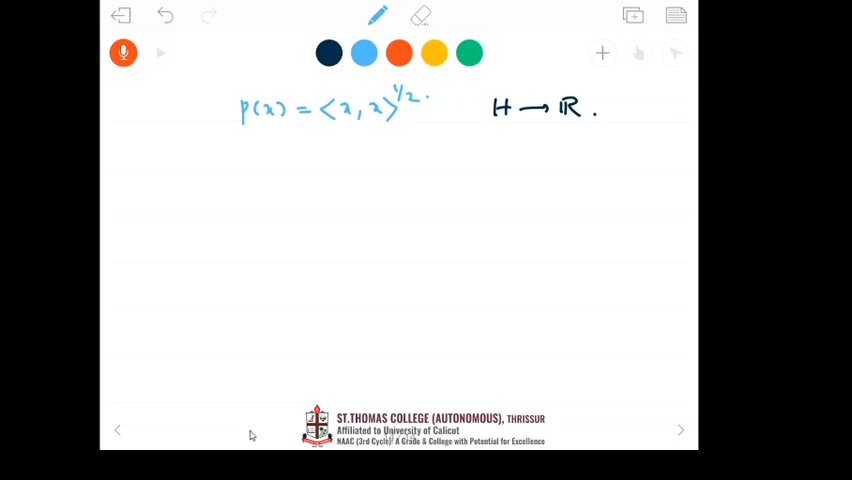 p(x) = <x, x>^1/2. H → ℝ.
ST.THOMAS COLLEGE (AUTONOMOUS), THRISSUR
Affiliated to University of Calicut
NAAC (3rd Cycle): A Grade & College with Potential for Excellence